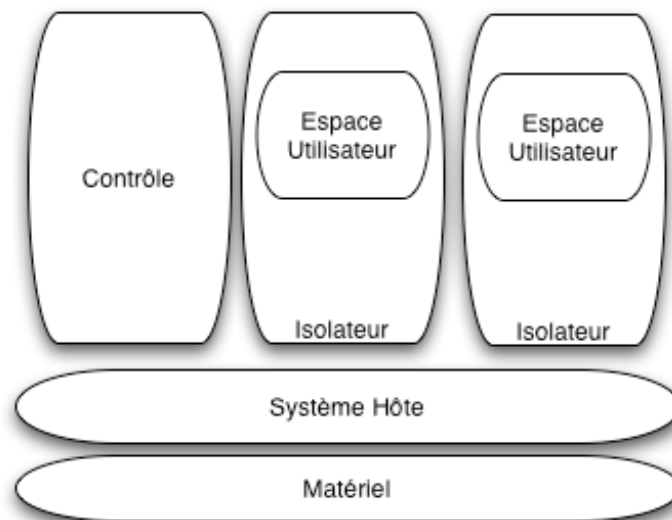 Contrôle
Espace
Utilisateur
Isolateur
Espace
Utilisateur
Isolateur
Système Hôte
Matériel